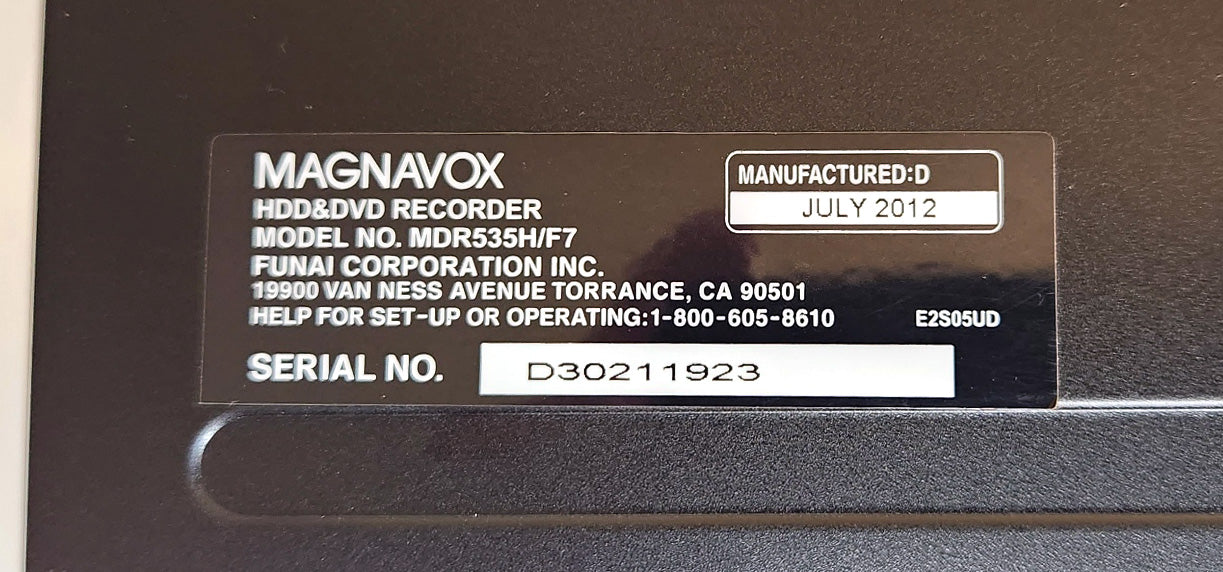 MAGNAVOX
HDD&DVD RECORDER
MODEL NO. MDR535H/F7
FUNAI CORPORATION INC.
19900 VAN NESS AVENUE TORRANCE, CA 90501
HELP FOR SET-UP OR OPERATING:1-800-605-8610
MANUFACTURED:D
JULY 2012
E2S05UD
SERIAL NO. D30211923